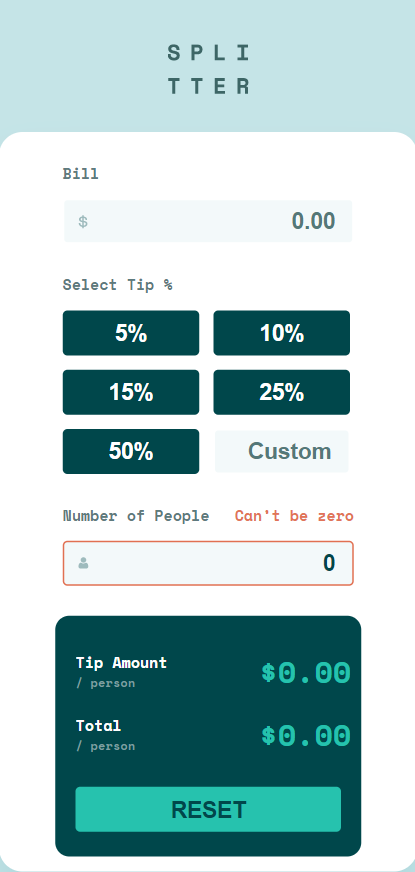 SPLI
TTER
Bill
$ 0.00
Select Tip %
5% 10%
15% 25%
50% Custom
Number of People Can't be zero
0
Tip Amount $0.00
/ person
Total $0.00
/ person
RESET